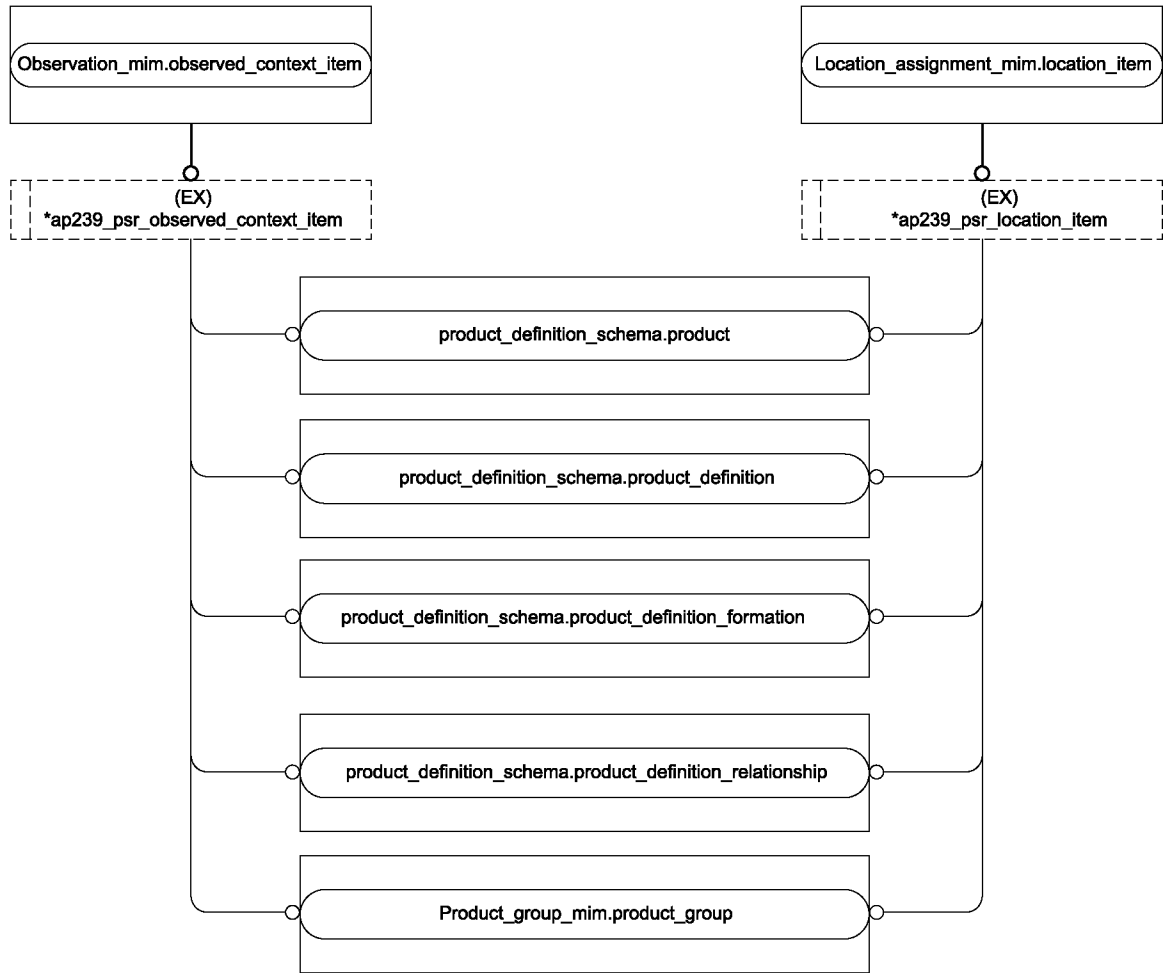 Observation_mim.observed_context_item
Location_assignment_mim.location_item
(EX)
*ap239_psr_observed_context_item
(EX)
*ap239_psr_location_item
product_definition_schema.product
product_definition_schema.product_definition
product_definition_schema.product_definition_formation
product_definition_schema.product_definition_relationship
Product_group_mim.product_group